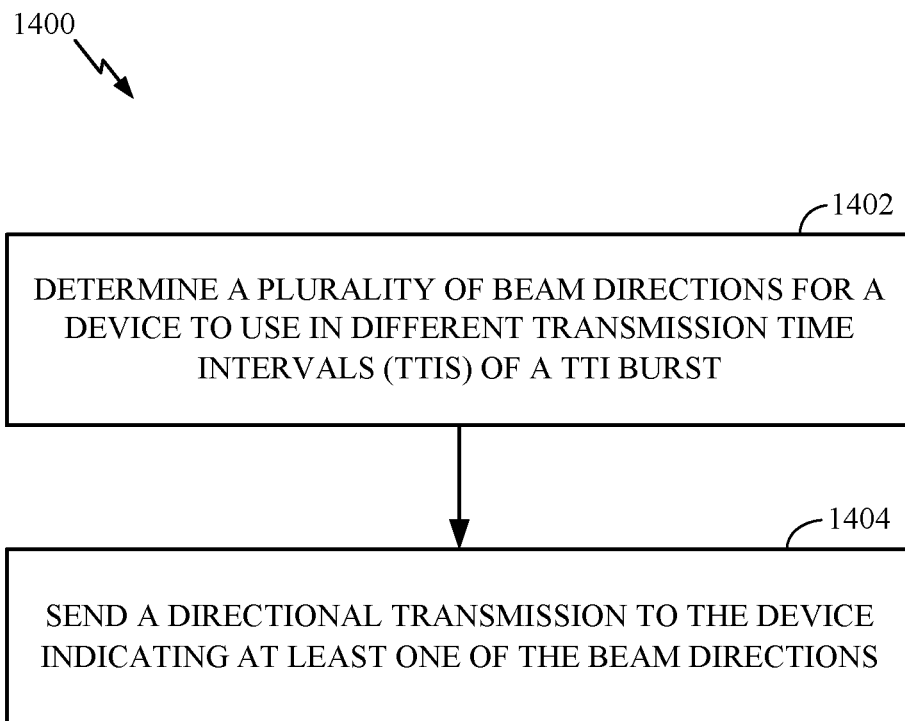 1400
1402
DETERMINE A PLURALITY OF BEAM DIRECTIONS FOR A
DEVICE TO USE IN DIFFERENT TRANSMISSION TIME
INTERVALS (TTIS) OF A TTI BURST
1404
SEND A DIRECTIONAL TRANSMISSION TO THE DEVICE
INDICATING AT LEAST ONE OF THE BEAM DIRECTIONS